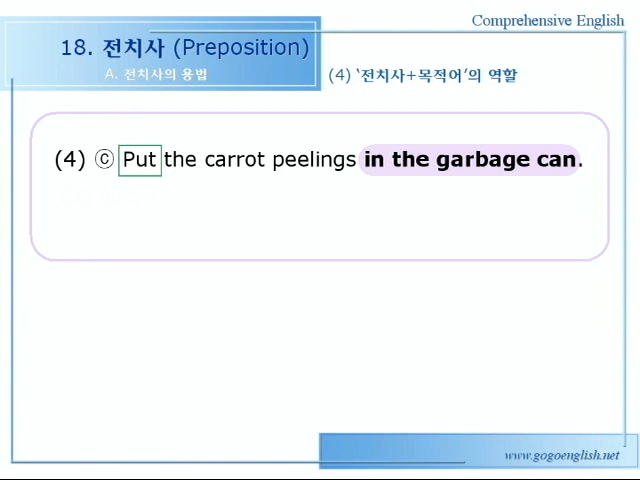 Comprehensive English
18. 전치사 (Preposition)
A. 전치사의 용법
(4) ‘전치사+목적어’의 역할
(4) ⓒ Put the carrot peelings in the garbage can.
www.gogoenglish.net